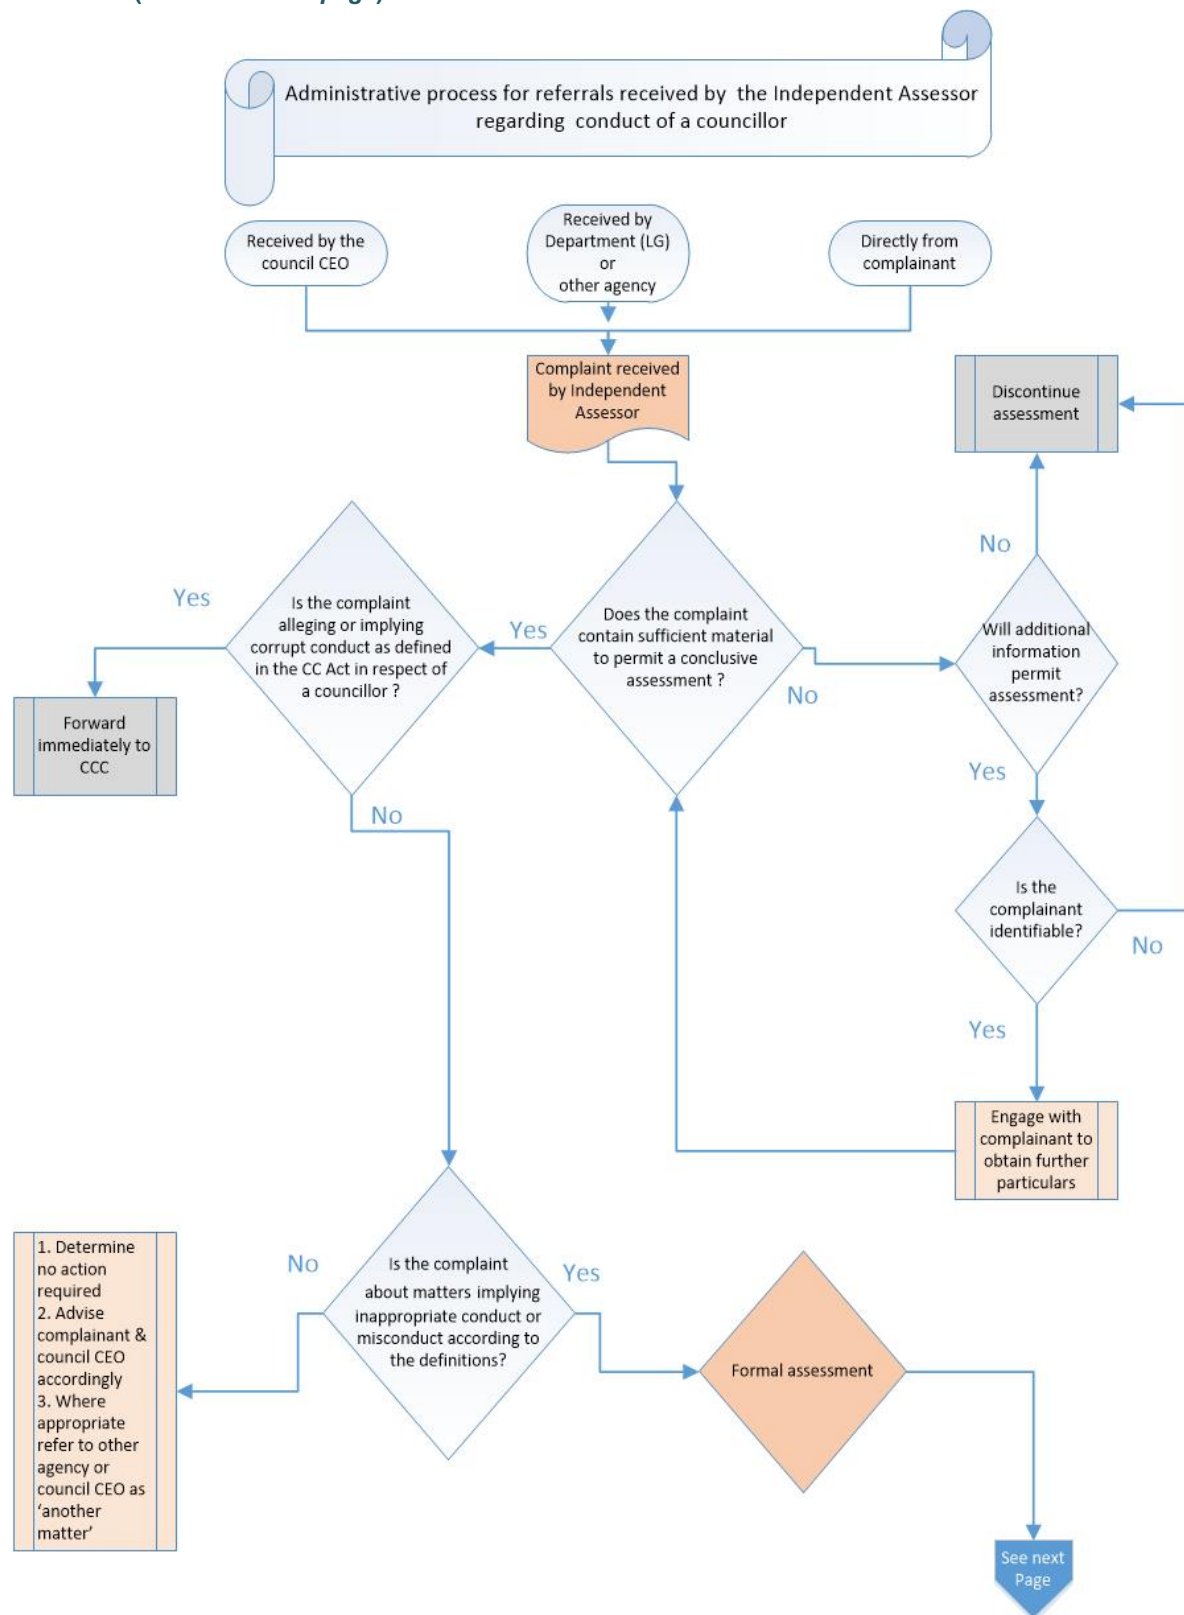 Administrative process for referrals received by the Independent Assessor
regarding conduct of a councillor
Received by the
council CEO
Received by
Department (LG)
or
other agency
Directly from
complainant
Complaint received
by Independent
Assessor
Discontinue
assessment
No
Yes
Is the complaint
alleging or implying
corrupt conduct as defined
in the CC Act in respect of
a councillor ?
Yes
Does the complaint
contain sufficient material
to permit a conclusive
assessment ?
No
Will additional
information
permit
assessment?
Forward
immediately to
CCC
Yes
No
Is the
complainant
identifiable?
No
Yes
Engage with
complainant to
obtain further
particulars
1. Determine
no action
required
2. Advise
complainant &
council CEO
accordingly
3. Where
appropriate
refer to other
agency or
council CEO as
‘another
matter’
No
Is the complaint
about matters implying
inappropriate conduct or
misconduct according to
the definitions?
Yes
Formal assessment
See next
Page